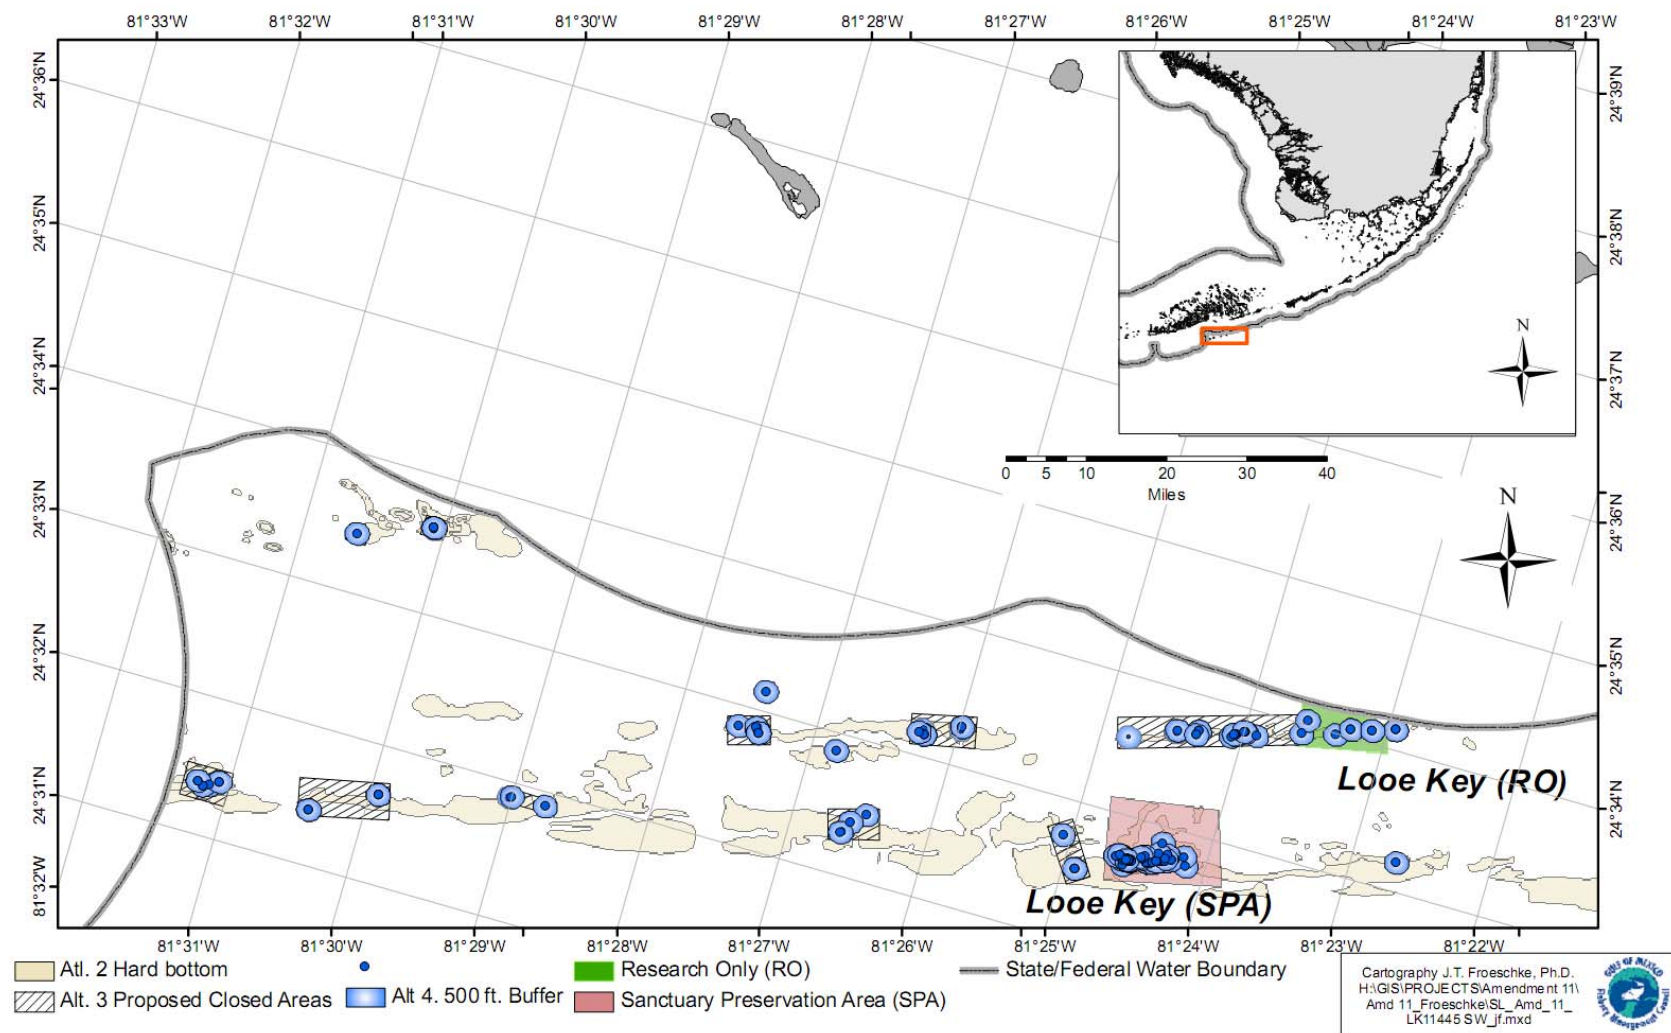 81°33'W 81°32'W 81°31'W 81°30'W 81°29'W 81°28'W 81°27'W 81°26'W 81°25'W 81°24'W 81°23'W
24°36'N
24°35'N
24°34'N
24°33'N
24°32'N
24°31'N
81°32'W
24°39'N
24°38'N
24°37'N
24°36'N
24°35'N
24°34'N
N
0 5 10 20 30 40
Miles
N
Looe Key (RO)
Looe Key (SPA)
81°31'W 81°30'W 81°29'W 81°28'W 81°27'W 81°26'W 81°25'W 81°24'W 81°23'W 81°22'W
Atl. 2 Hard bottom
Alt. 3 Proposed Closed Areas
Alt 4. 500 ft. Buffer
Research Only (RO)
Sanctuary Preservation Area (SPA)
State/Federal Water Boundary
Cartography J.T. Froeschke, Ph.D.
H:\GIS\PROJECTS\Amendment 11\
Amd 11_Froeschke\SL_Amd_11_
LK11445 SW_jf.mxd
GULF OF MEXICO
Fishery Management Council